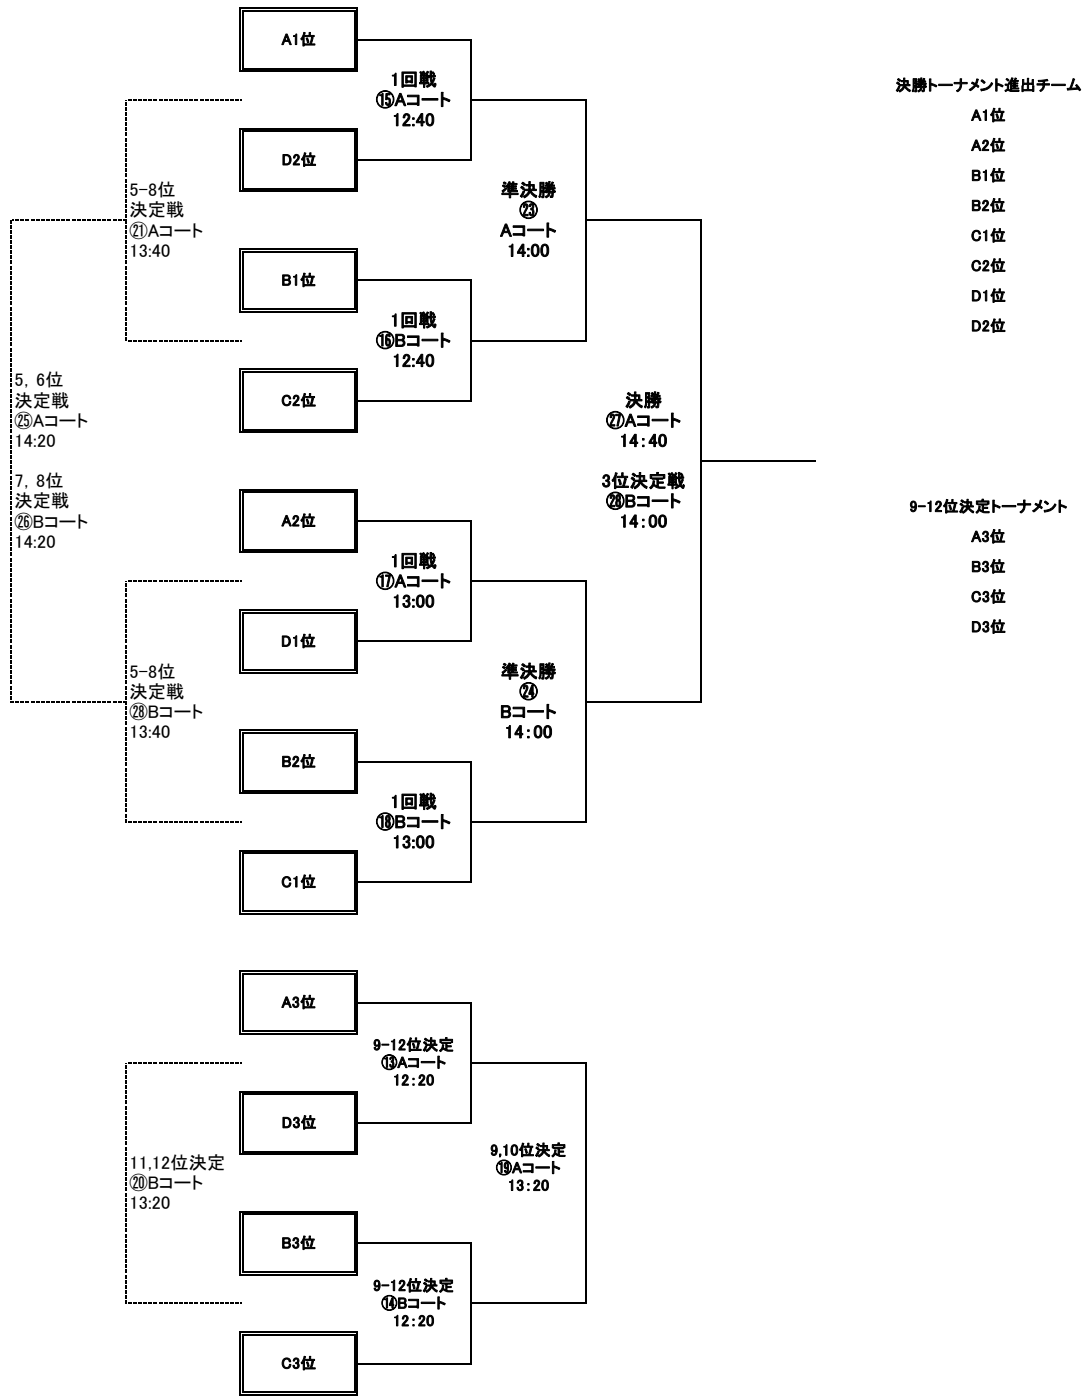 A1位
1回戦
⑮Aコート
12:40
D2位
5-8位
決定戦
㉑Aコート
13:40
準決勝
㉓
Aコート
14:00
B1位
1回戦
⑯Bコート
12:40
C2位
5, 6位
決定戦
㉕Aコート
14:20
7, 8位
決定戦
㉖Bコート
14:20
決勝
㉗Aコート
14:40
3位決定戦
㉘Bコート
14:00
A2位
1回戦
⑰Aコート
13:00
D1位
5-8位
決定戦
㉘Bコート
13:40
準決勝
㉔
Bコート
14:00
B2位
1回戦
⑱Bコート
13:00
C1位
A3位
9-12位決定
⑬Aコート
12:20
D3位
11,12位決定
⑳Bコート
13:20
9,10位決定
⑲Aコート
13:20
B3位
9-12位決定
⑭Bコート
12:20
C3位
決勝トーナメント進出チーム
A1位
A2位
B1位
B2位
C1位
C2位
D1位
D2位
9-12位決定トーナメント
A3位
B3位
C3位
D3位